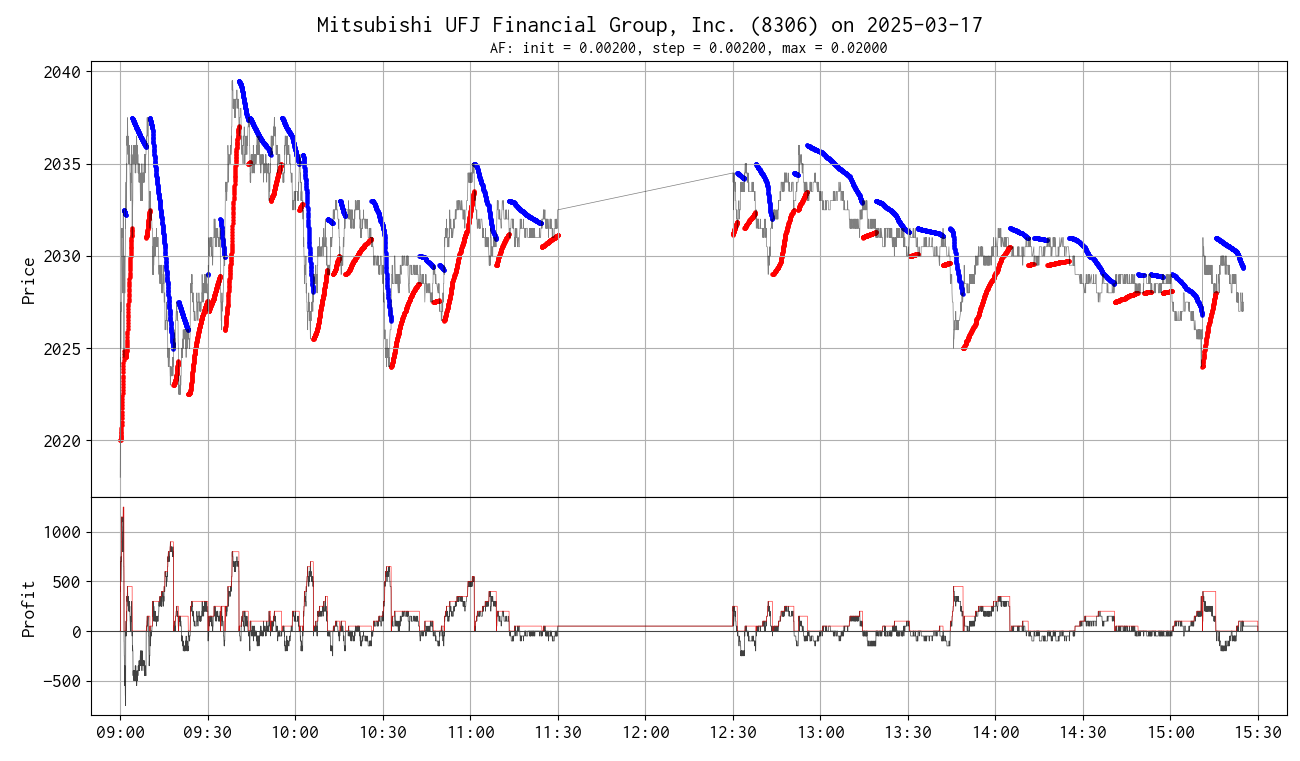 Mitsubishi UFJ Financial Group, Inc. (8306) on 2025-03-17
AF: init = 0.00200, step = 0.00200, max = 0.02000
Price
2040
2035
2030
2025
2020
Profit
1000
500
0
−500
09:00 09:30 10:00 10:30 11:00 11:30 12:00 12:30 13:00 13:30 14:00 14:30 15:00 15:30